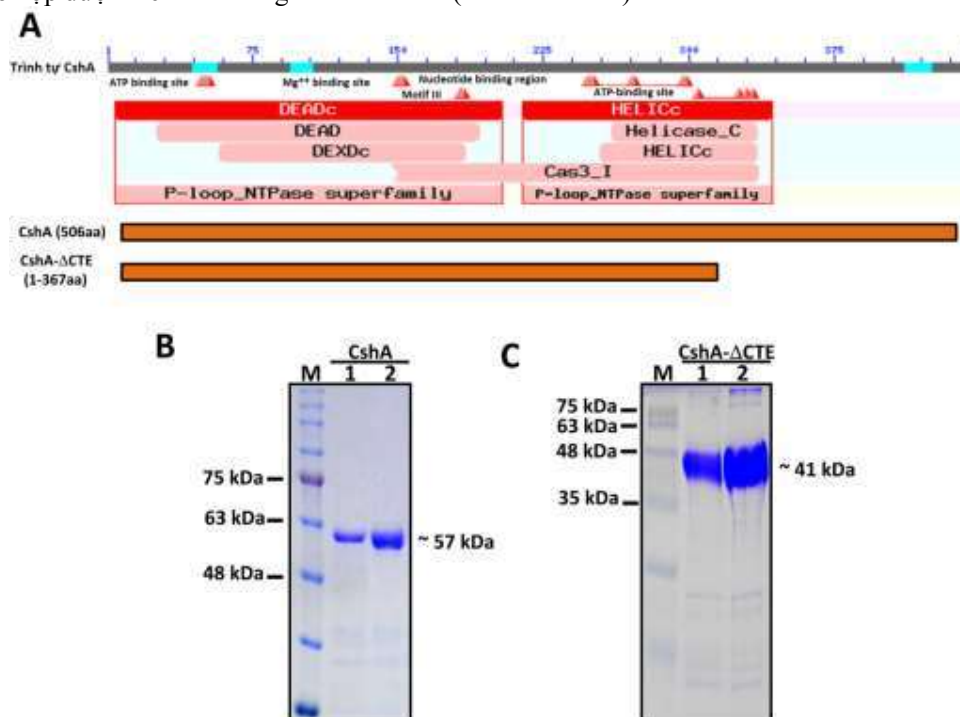 A
75 150 225 300 375
Trình tự CshA
ATP binding site Mg++ binding site Nucleotide binding region
Motif III ATP-binding site
DEADc HELICc
DEAD Helicase_C
DEXDc HELICc
Cas3_I
P-loop_NTPase superfamily P-loop_NTPase superfamily
CshA (506aa)
CshA-ΔCTE
(1-367aa)
B
CshA
M 1 2
75 kDa
63 kDa
48 kDa
~ 57 kDa
C
CshA-ΔCTE
M 1 2
75 kDa
63 kDa
48 kDa
35 kDa
~ 41 kDa